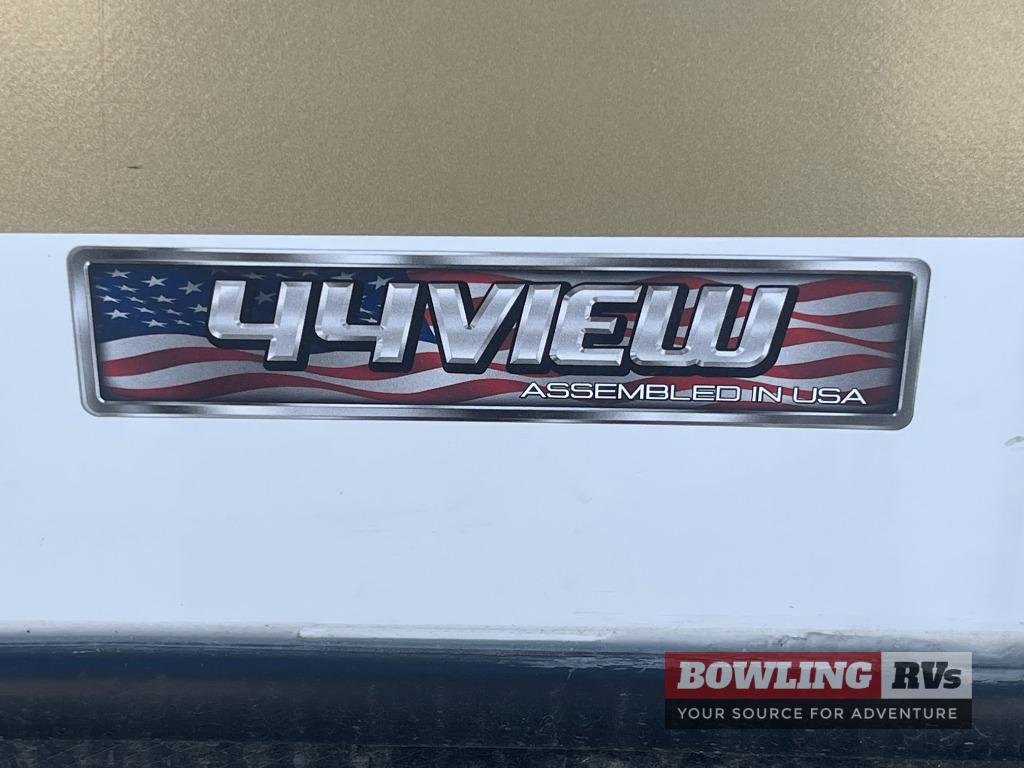 44VIEW
ASSEMBLED IN USA
BOWLING RVs
YOUR SOURCE FOR ADVENTURE